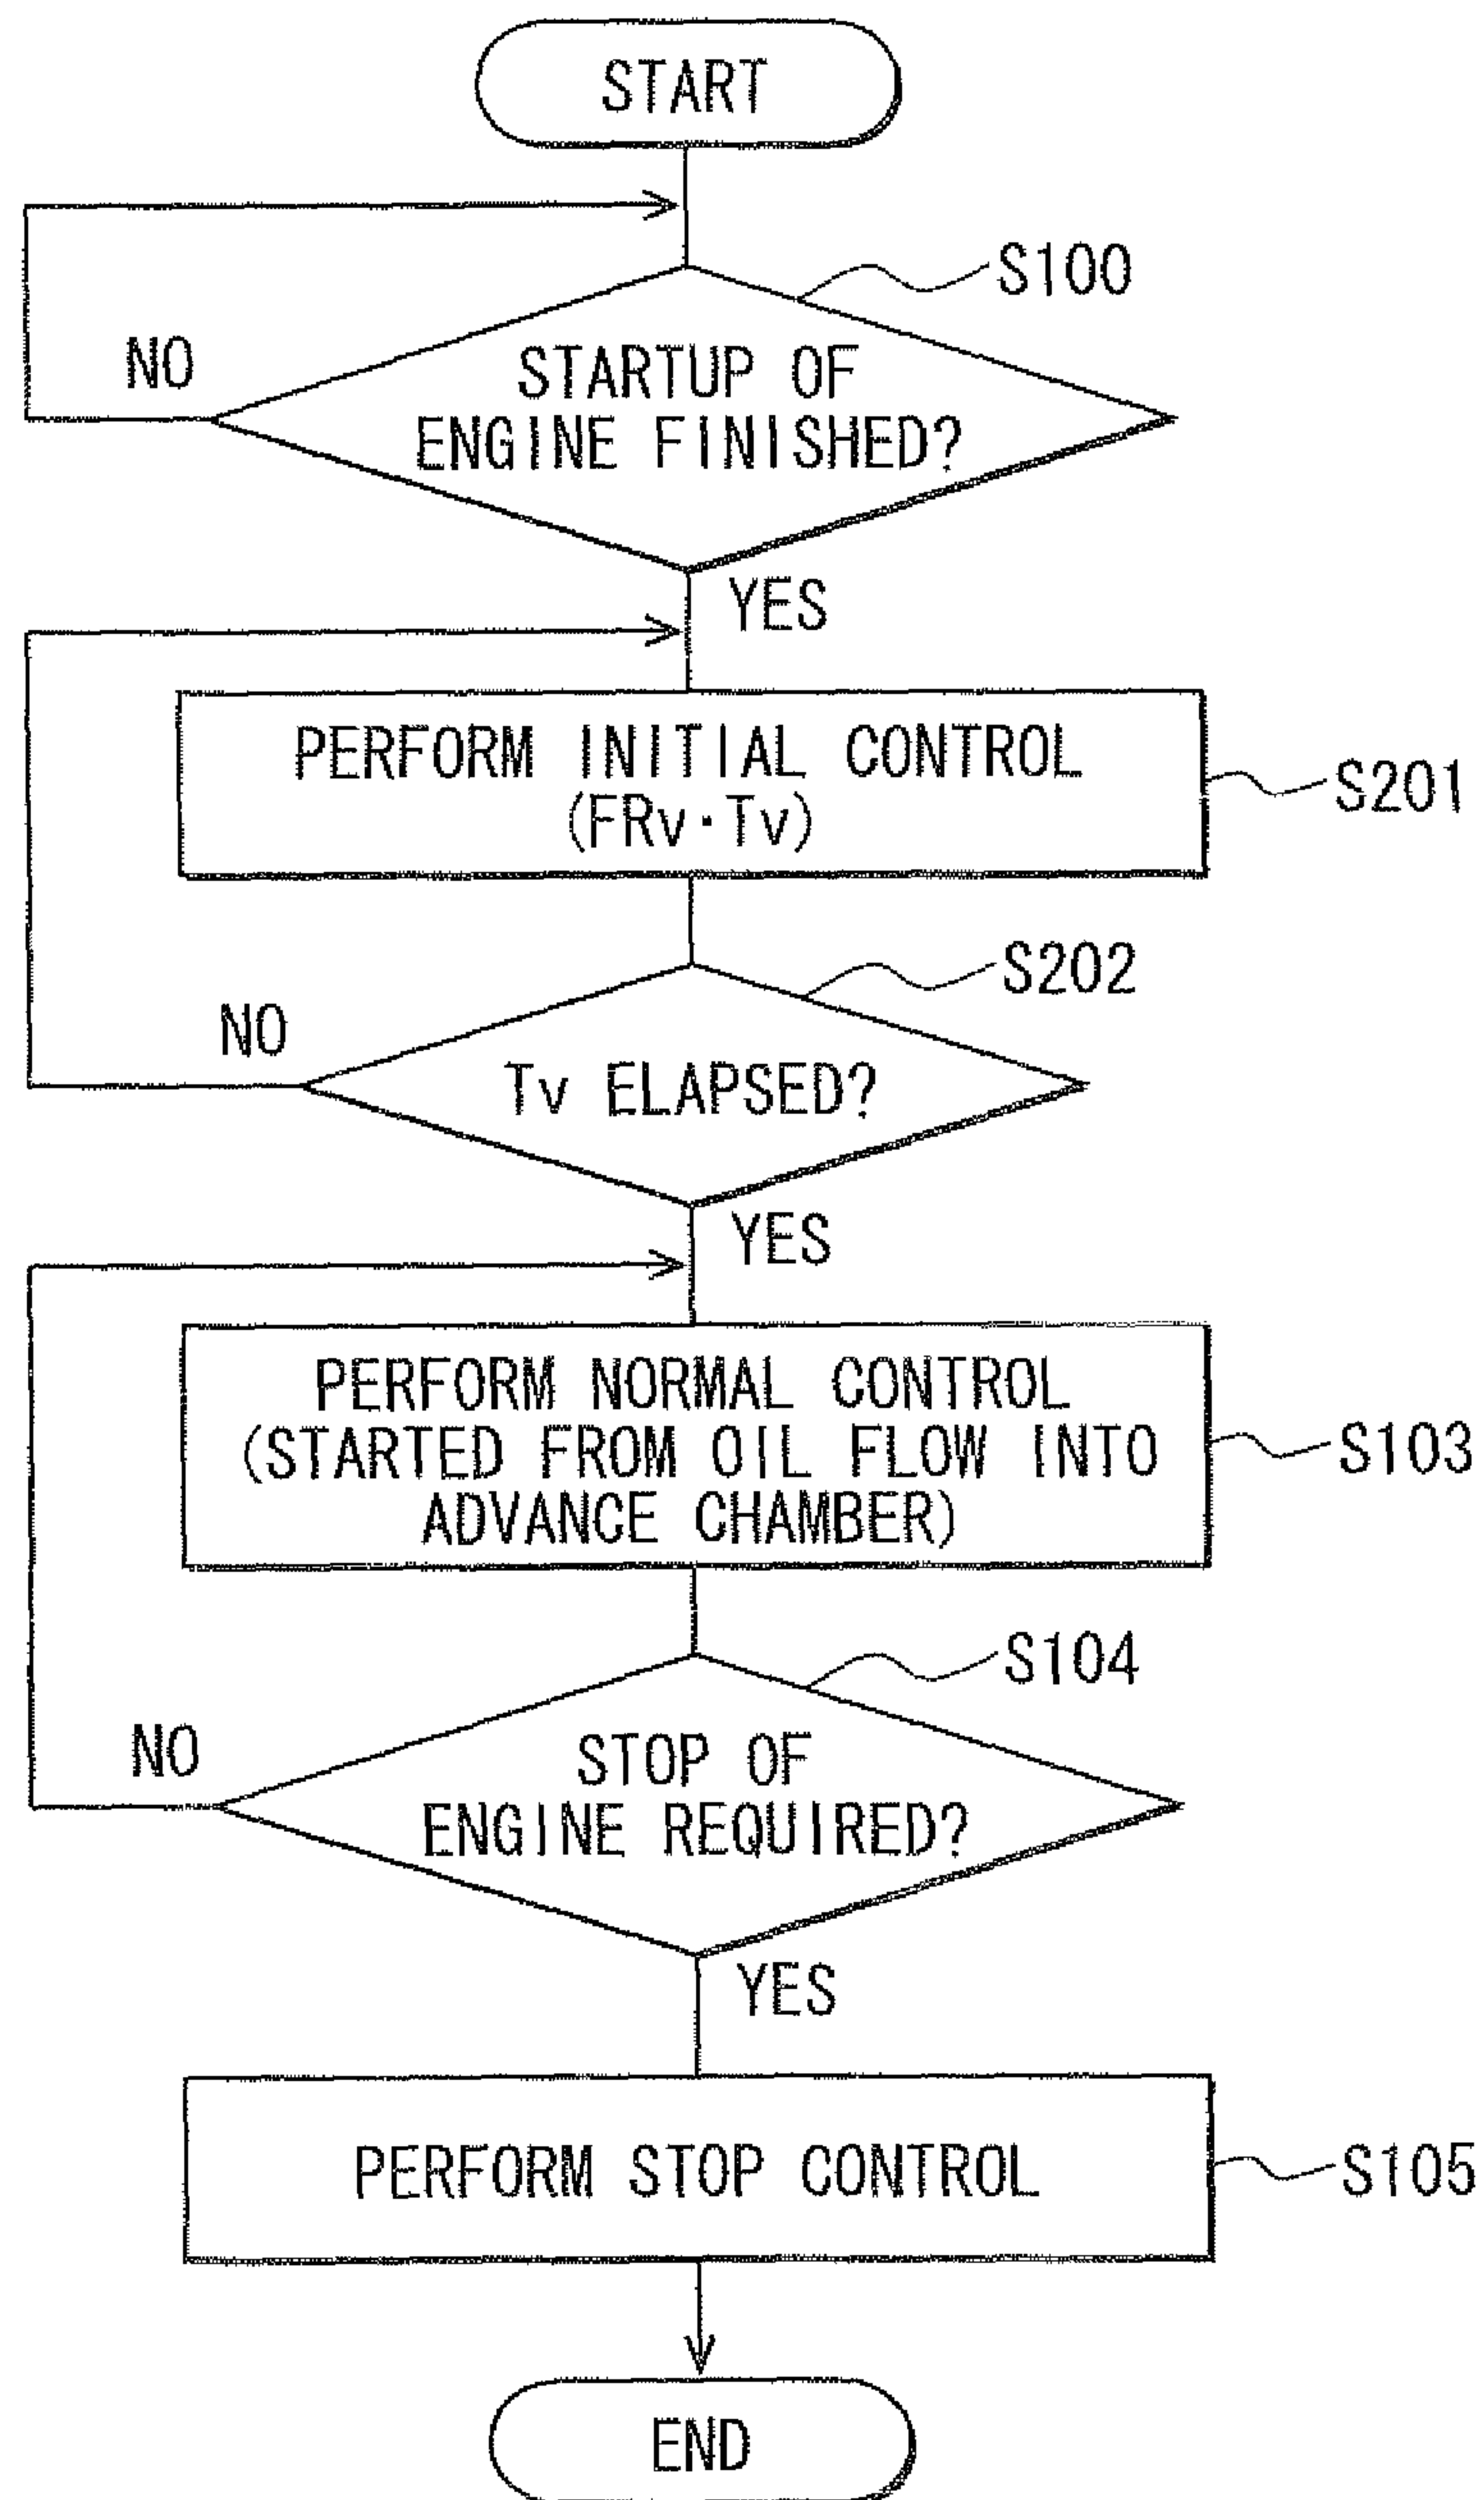 START
S100
NO
STARTUP OF
ENGINE FINISHED?
YES
PERFORM INITIAL CONTROL
(FRv·Tv)
S201
S202
NO
Tv ELAPSED?
YES
PERFORM NORMAL CONTROL
(STARTED FROM OIL FLOW INTO
ADVANCE CHAMBER)
S103
S104
NO
STOP OF
ENGINE REQUIRED?
YES
PERFORM STOP CONTROL
S105
END